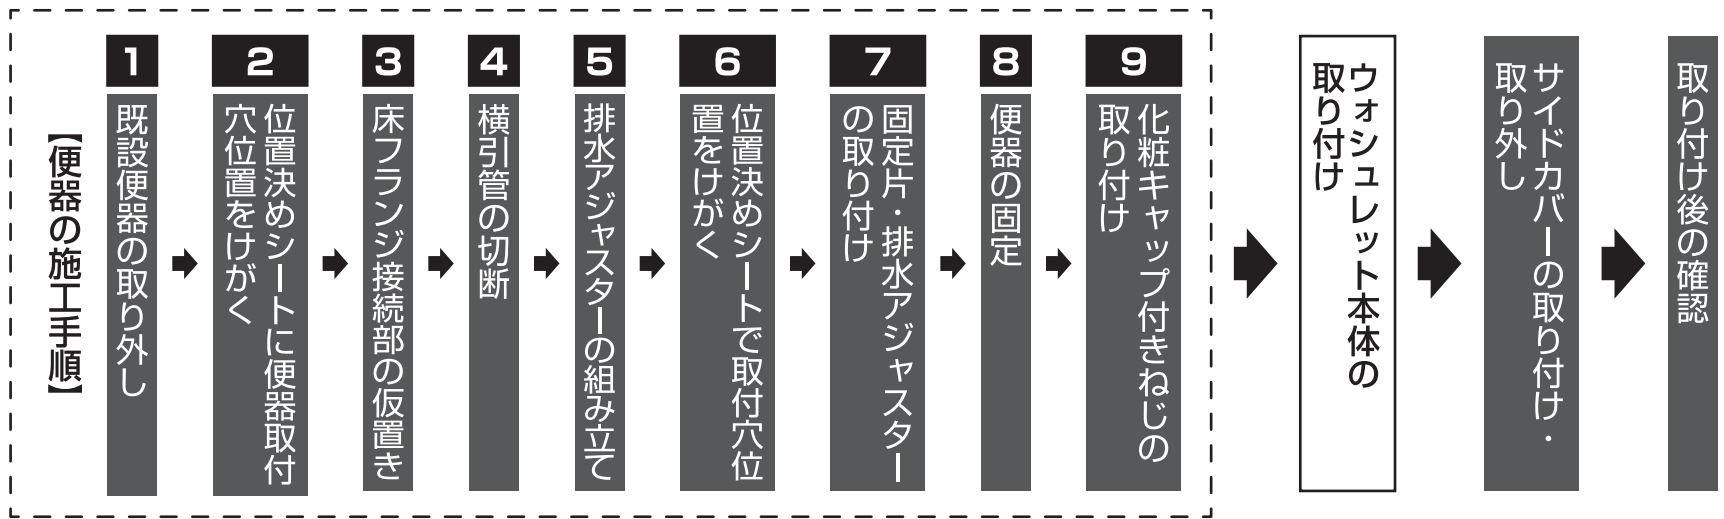 【便器の施工手順】
1
既設便器の取り外し
2
位置決めシートに便器取付
穴位置をけがく
3
床フランジ接続部の仮置き
4
横引管の切断
5
排水アジャスターの組み立て
6
位置決めシートで取付穴位
置をけがく
7
固定片・排水アジャスター
の取り付け
8
便器の固定
9
化粧キャップ付きねじの
取り付け
ウォシュレット本体の
取り付け
サイドカバーの取り付け・
取り外し
取り付け後の確認